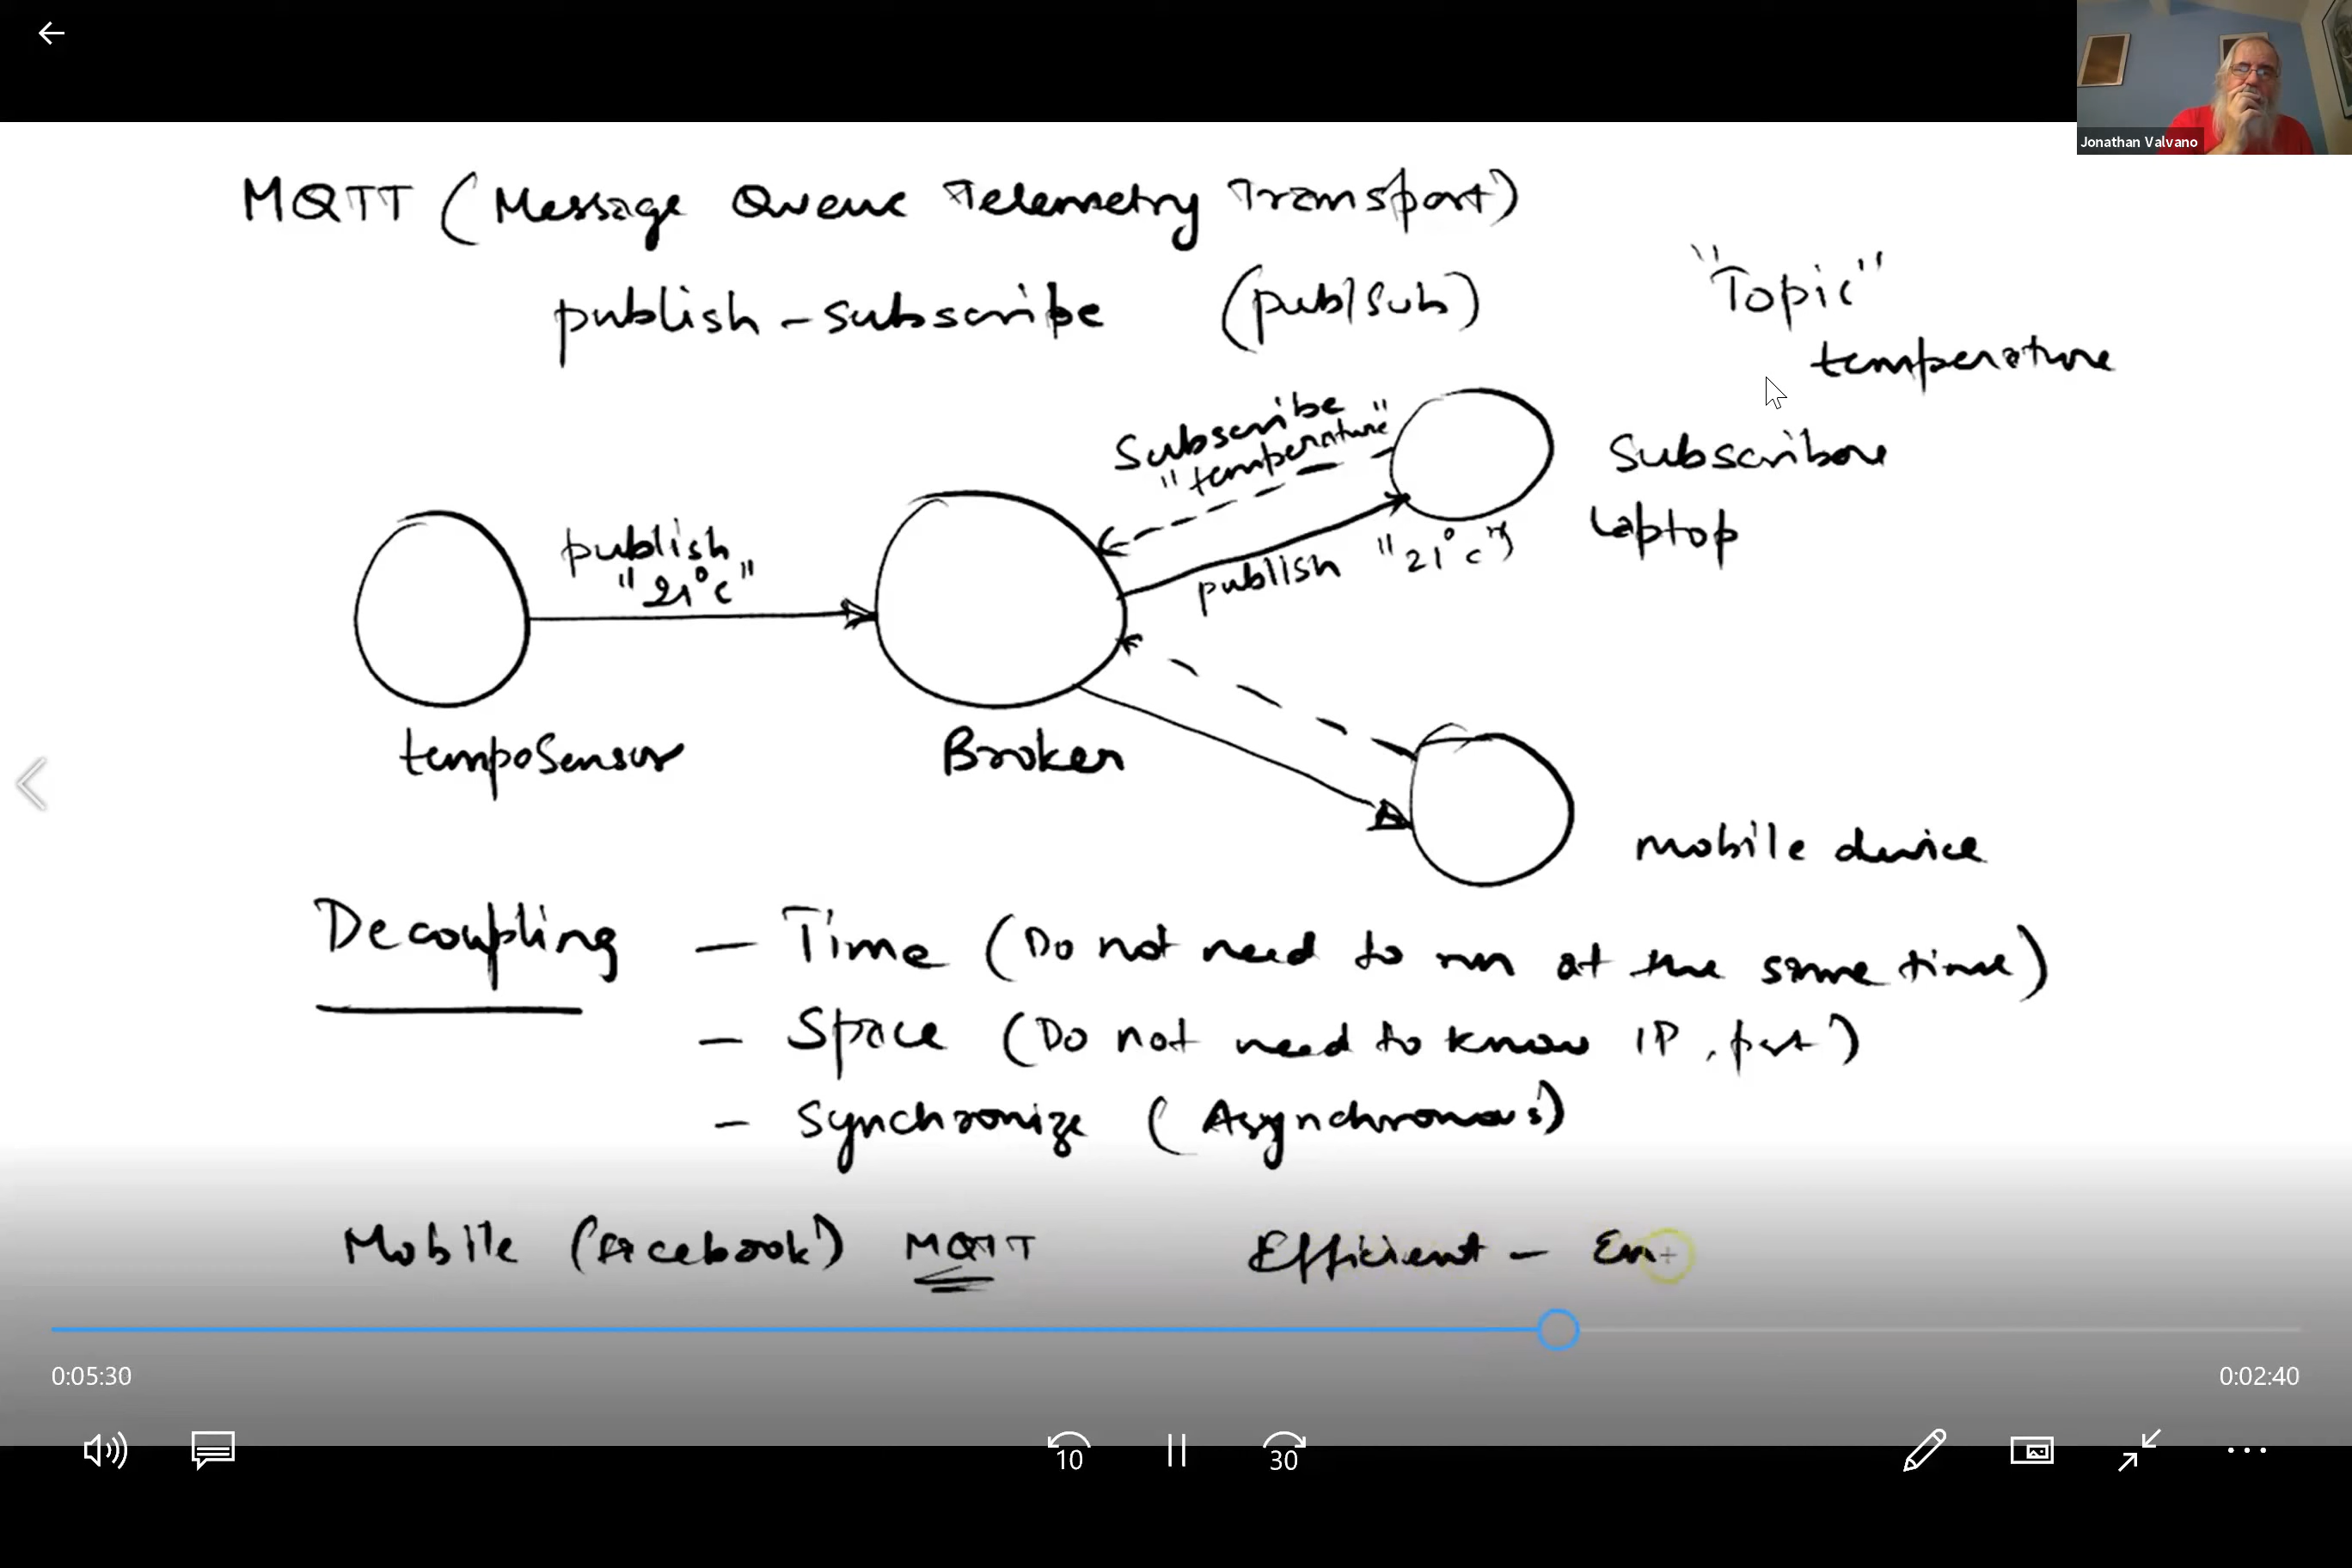 Jonathan Valvano
MQTT (Message Queue Telemetry Transport)
publish - subscribe (pub/sub)
"Topic"
temperature
Subscribe
"temperature"
Subscriber
Laptop
publish
"21°C"
publish "21°C"
tempSensor
Broker
mobile device
Decoupling - Time (Do not need to run at the same time)
- Space (Do not need to know IP, port)
- Synchronize (Asynchronous)
Mobile (facebook) MQTT Efficient - En
0:05:30
0:02:40
10
30